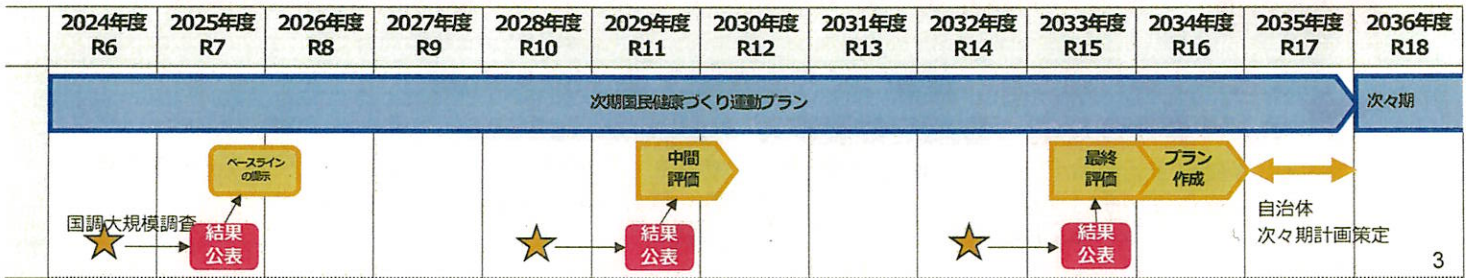 2024年度 2025年度 2026年度 2027年度 2028年度 2029年度 2030年度 2031年度 2032年度 2033年度 2034年度 2035年度 2036年度
R6 R7 R8 R9 R10 R11 R12 R13 R14 R15 R16 R17 R18
次期国民健康づくり運動プラン 次々期
ベースライン
の提示
中間
評価
最終
評価
プラン
作成
国調大規模調査
結果
公表
結果
公表
結果
公表
自治体
次々期計画策定
3